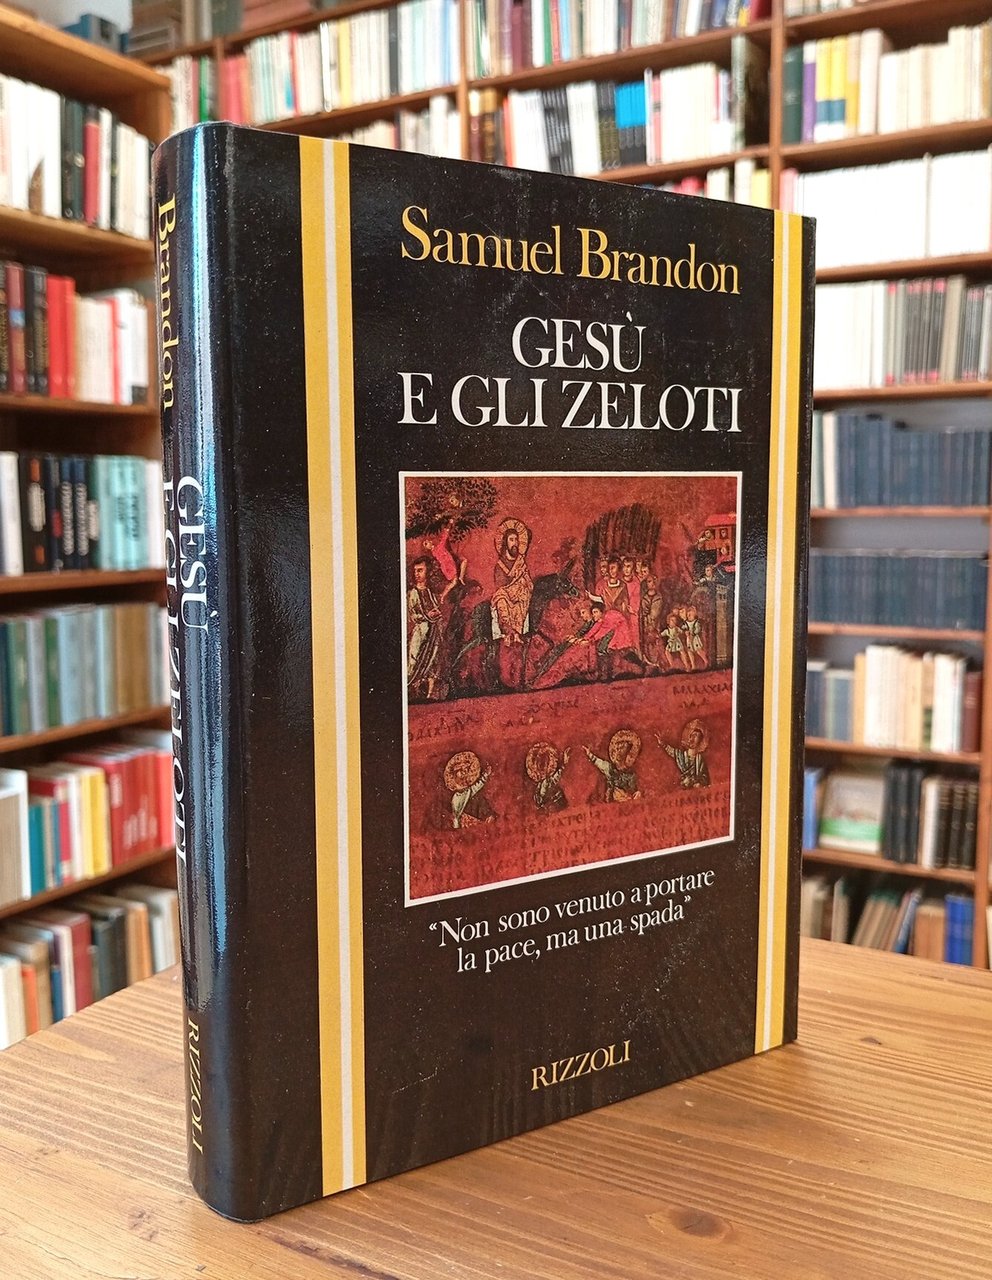 Samuel Brandon
GESÙ
E GLI ZELOTI
“Non sono venuto a portare
la pace, ma una spada”
RIZZOLI
Brandon
GESÙ
E GLI ZELOTI
RIZZOLI